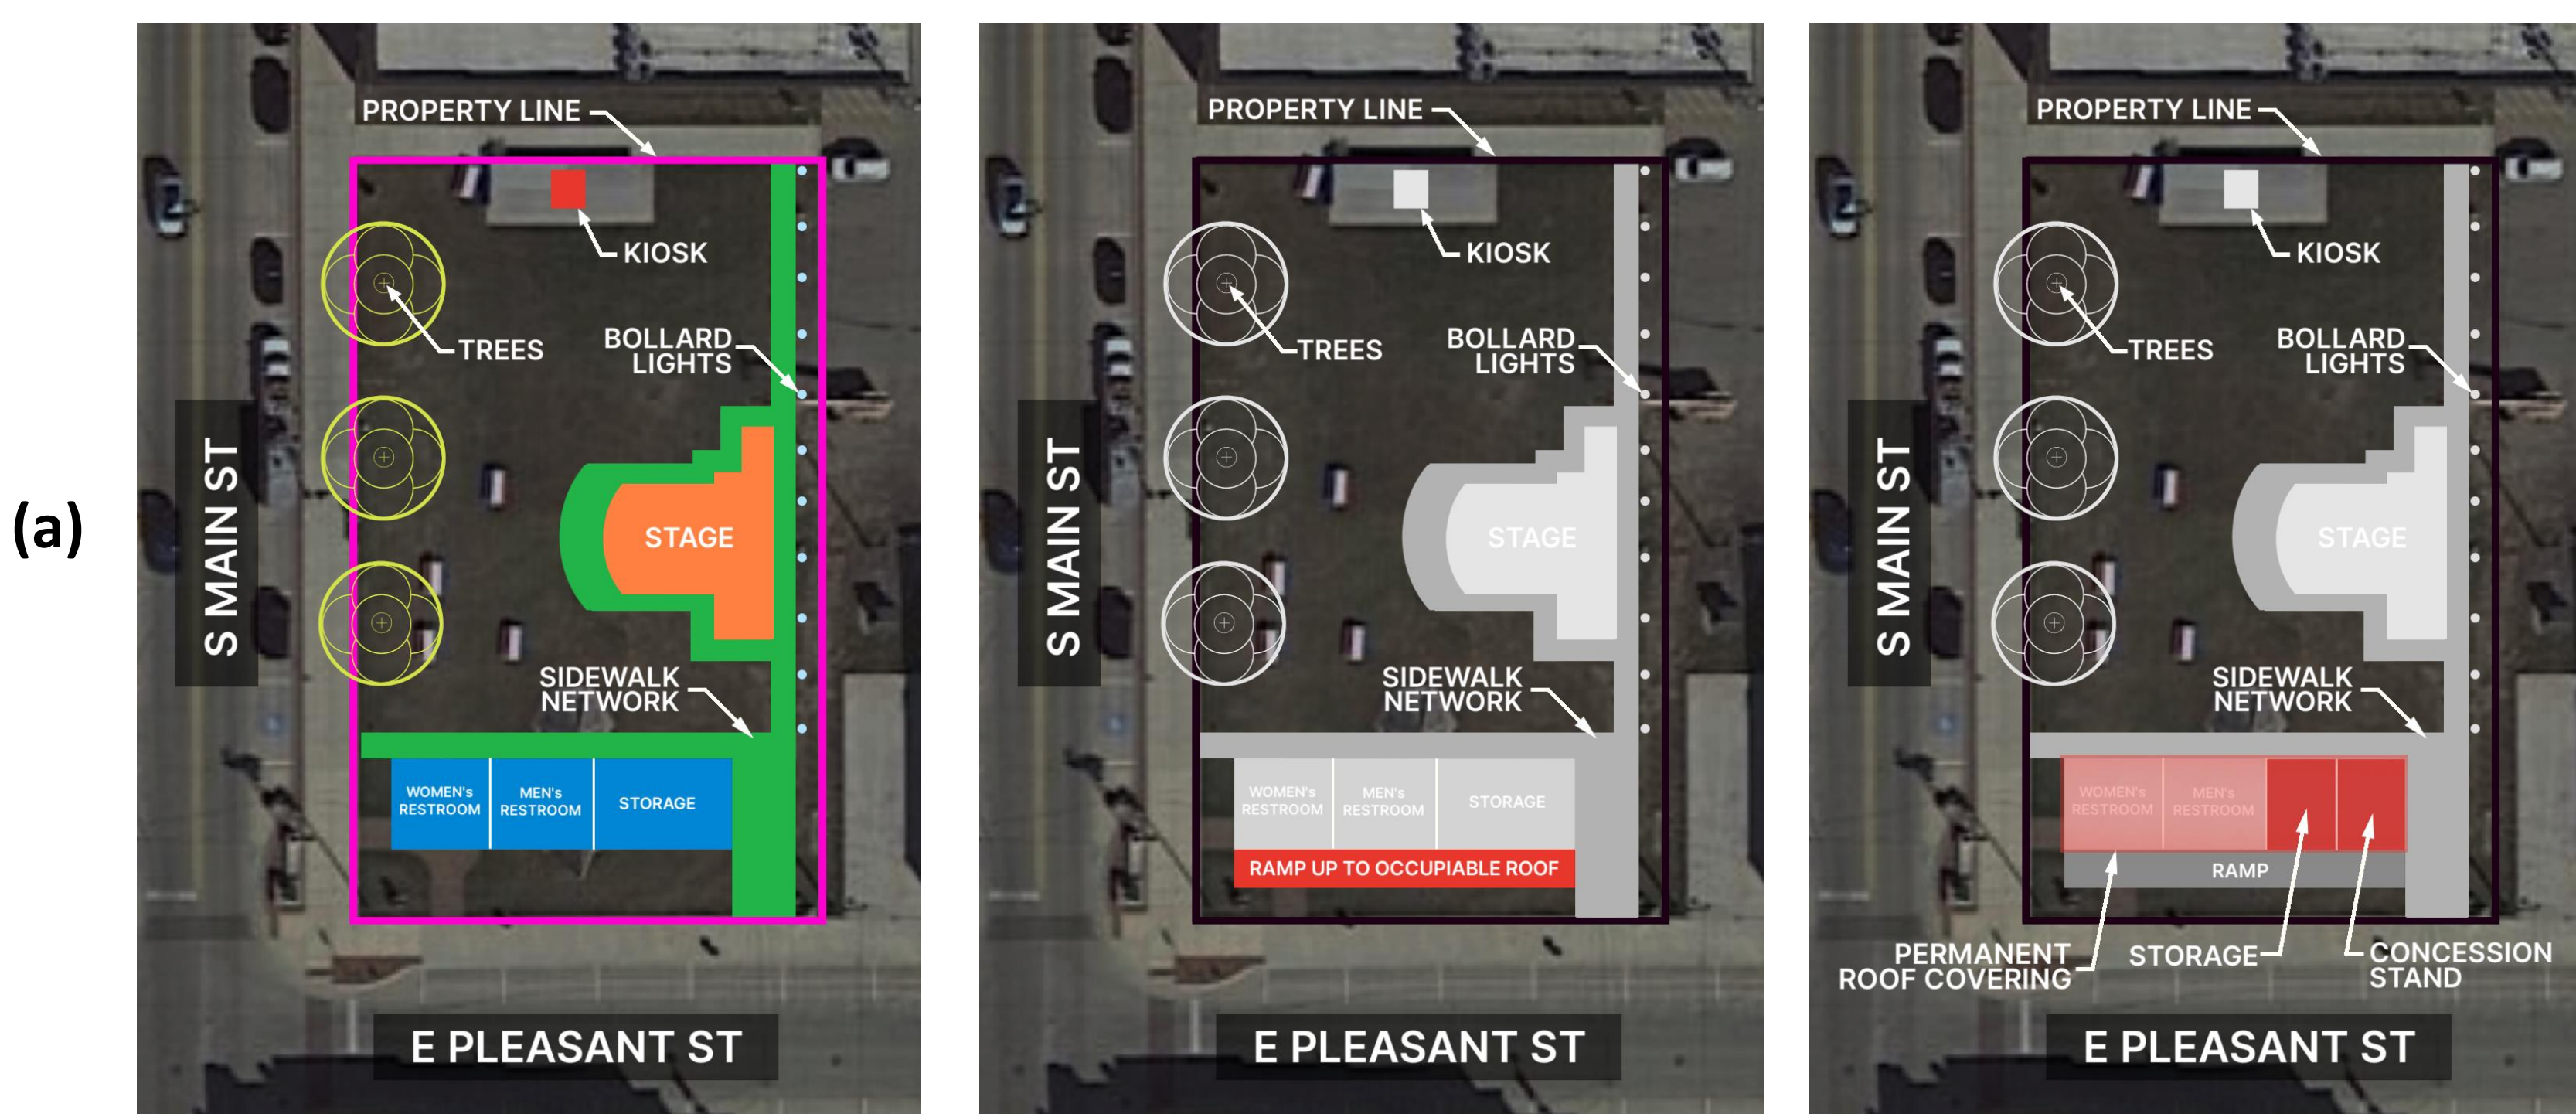 (a)
PROPERTY LINE
KIOSK
TREES
BOLLARD
LIGHTS
S MAIN ST
STAGE
SIDEWALK
NETWORK
WOMEN's
RESTROOM
MEN's
RESTROOM
STORAGE
E PLEASANT ST
PROPERTY LINE
KIOSK
TREES
BOLLARD
LIGHTS
S MAIN ST
STAGE
SIDEWALK
NETWORK
WOMEN's
RESTROOM
MEN's
RESTROOM
STORAGE
RAMP UP TO OCCUPIABLE ROOF
E PLEASANT ST
PROPERTY LINE
KIOSK
TREES
BOLLARD
LIGHTS
S MAIN ST
STAGE
SIDEWALK
NETWORK
WOMEN's
RESTROOM
MEN's
RESTROOM
RAMP
PERMANENT
ROOF COVERING
STORAGE
CONCESSION
STAND
E PLEASANT ST